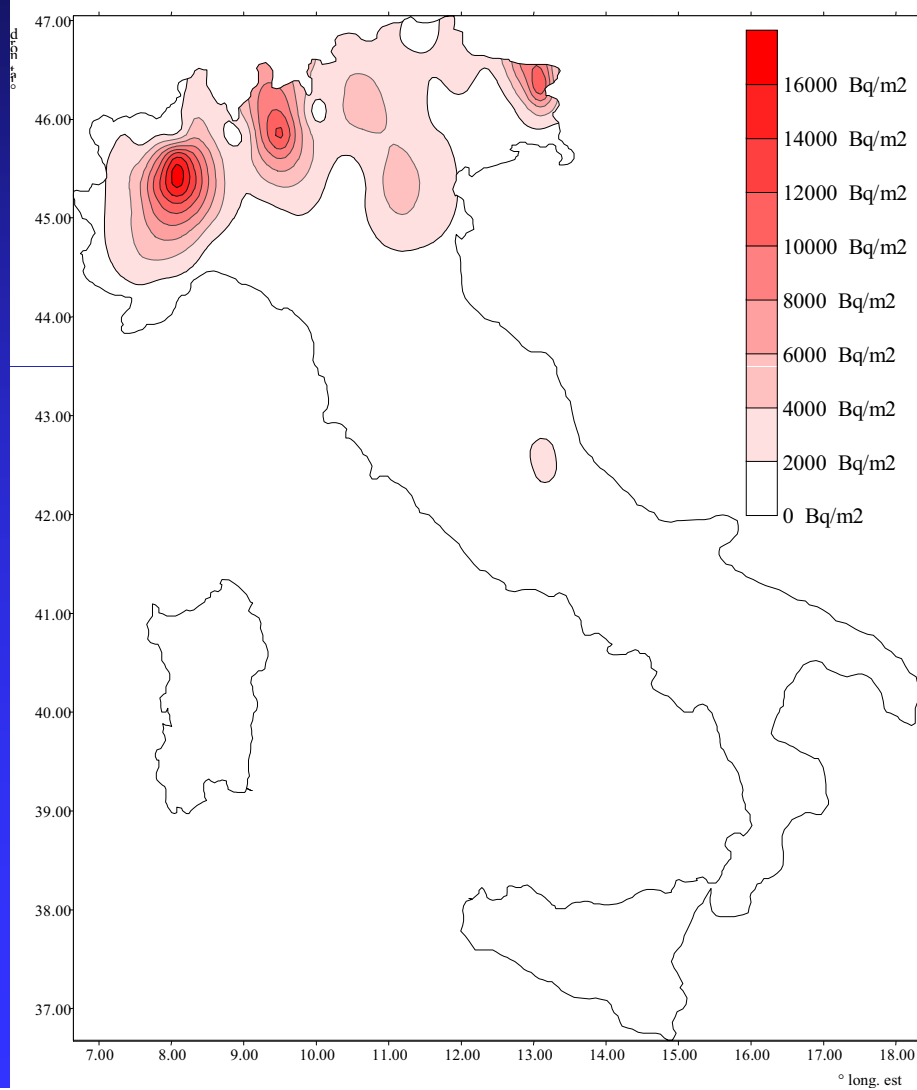 47.00
46.00
45.00
44.00
43.00
42.00
41.00
40.00
39.00
38.00
37.00
16000 Bq/m2
14000 Bq/m2
12000 Bq/m2
10000 Bq/m2
8000 Bq/m2
6000 Bq/m2
4000 Bq/m2
2000 Bq/m2
0 Bq/m2
7.00 8.00 9.00 10.00 11.00 12.00 13.00 14.00 15.00 16.00 17.00 18.00
° long. est